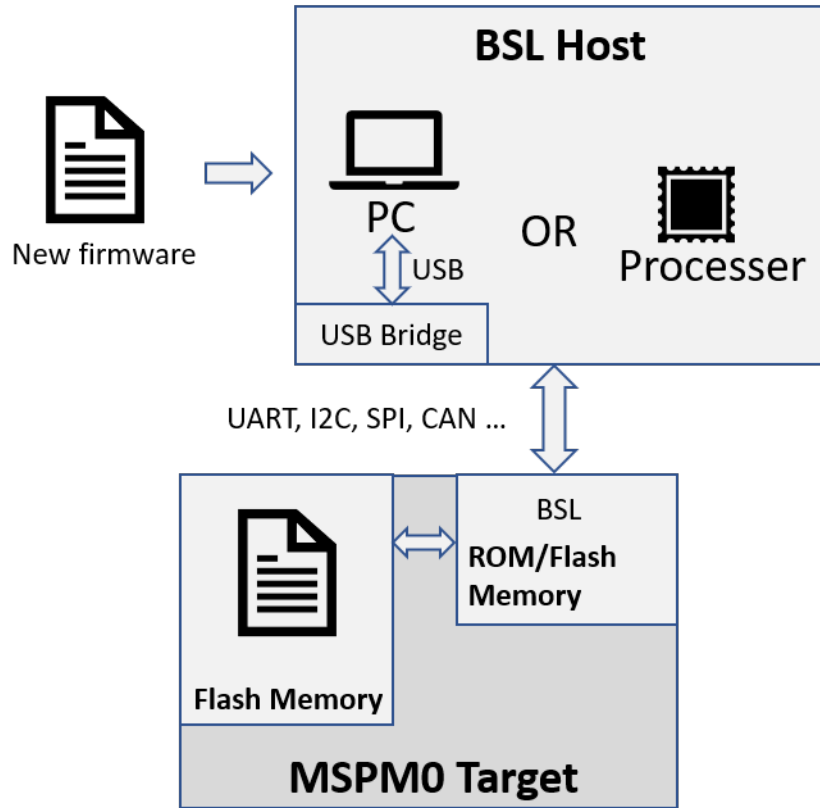 BSL Host
New firmware
PC
OR
Processer
USB
USB Bridge
UART, I2C, SPI, CAN ...
BSL
ROM/Flash
Memory
Flash Memory
MSPM0 Target